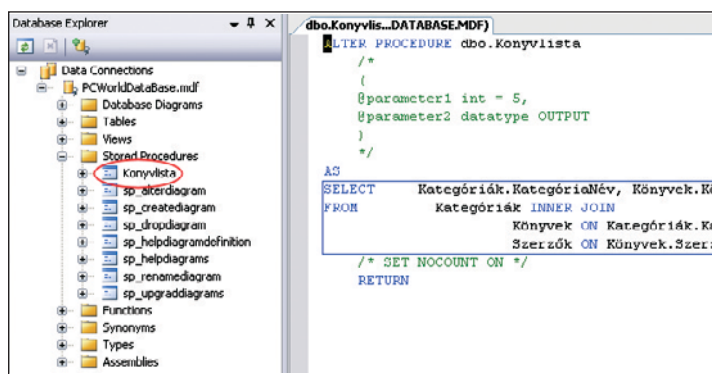 Database Explorer
Data Connections
PCWorldDataBase.mdf
Database Diagrams
Tables
Views
Stored Procedures
Konyvlista
sp_alterdiagram
sp_creatediagram
sp_dropdiagram
sp_helpdiagramdefinition
sp_helpdiagrams
sp_renamediagram
sp_upgraddiagrams
Functions
Synonyms
Types
Assemblies
dbo.Konyvlis...DATABASE.MDF)
ALTER PROCEDURE dbo.Konyvlista
/*
(
@parameter1 int = 5,
@parameter2 datatype OUTPUT
)
*/
AS
SELECT Kategóriák.KategóriaNév, Könyvek.Kö
FROM Kategóriák INNER JOIN
Könyvek ON Kategóriák.Ka
Szerzők ON Könyvek.Szerz
/* SET NOCOUNT ON */
RETURN